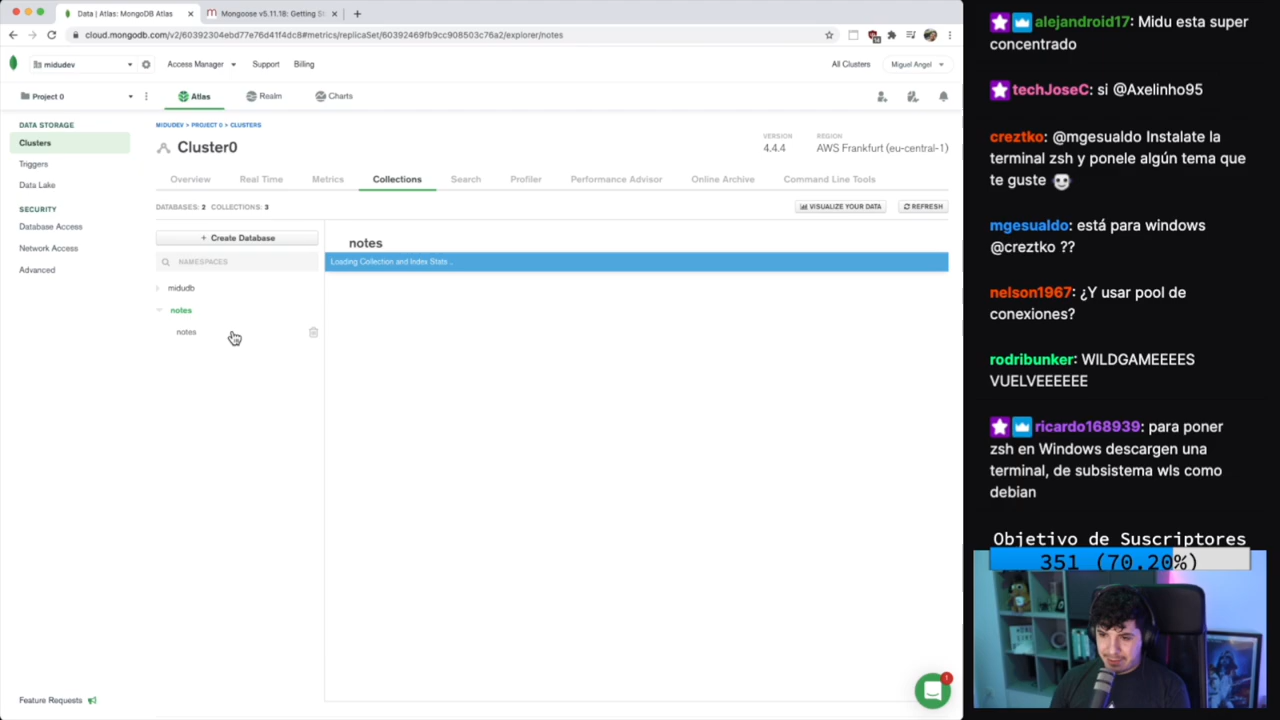 Data | Atlas: MongoDB Atlas
Mongoose v5.11.18: Getting St
cloud.mongodb.com/v2/60392304ebd77e76d41f4dc8#metrics/replicaSet/60392469fb9cc908503c76a2/explorer/notes
midudev
Access Manager
Support
Billing
All Clusters
Miguel Angel
Project 0
Atlas
Realm
Charts
DATA STORAGE
Clusters
Triggers
Data Lake
SECURITY
Database Access
Network Access
Advanced
MIDUDEV > PROJECT 0 > CLUSTERS
Cluster0
VERSION
4.4.4
REGION
AWS Frankfurt (eu-central-1)
Overview
Real Time
Metrics
Collections
Search
Profiler
Performance Advisor
Online Archive
Command Line Tools
DATABASES: 2 COLLECTIONS: 3
VISUALIZE YOUR DATA
REFRESH
+ Create Database
NAMESPACES
midudb
notes
notes
notes
Loading Collection and Index Stats ..
Feature Requests
1
alejandroid17: Midu esta super
concentrado
techJoseC: si @Axelinho95
creztko: @mgesualdo Instalate la
terminal zsh y ponele algún tema que
te guste
mgesualdo: está para windows
@creztko ??
nelson1967: ¿Y usar pool de
conexiones?
rodribunker: WILDGAMEEEES
VUELVEEEEEE
ricardo168939: para poner
zsh en Windows descargen una
terminal, de subsistema wls como
debian
Objetivo de Suscriptores
351 (70.20%)